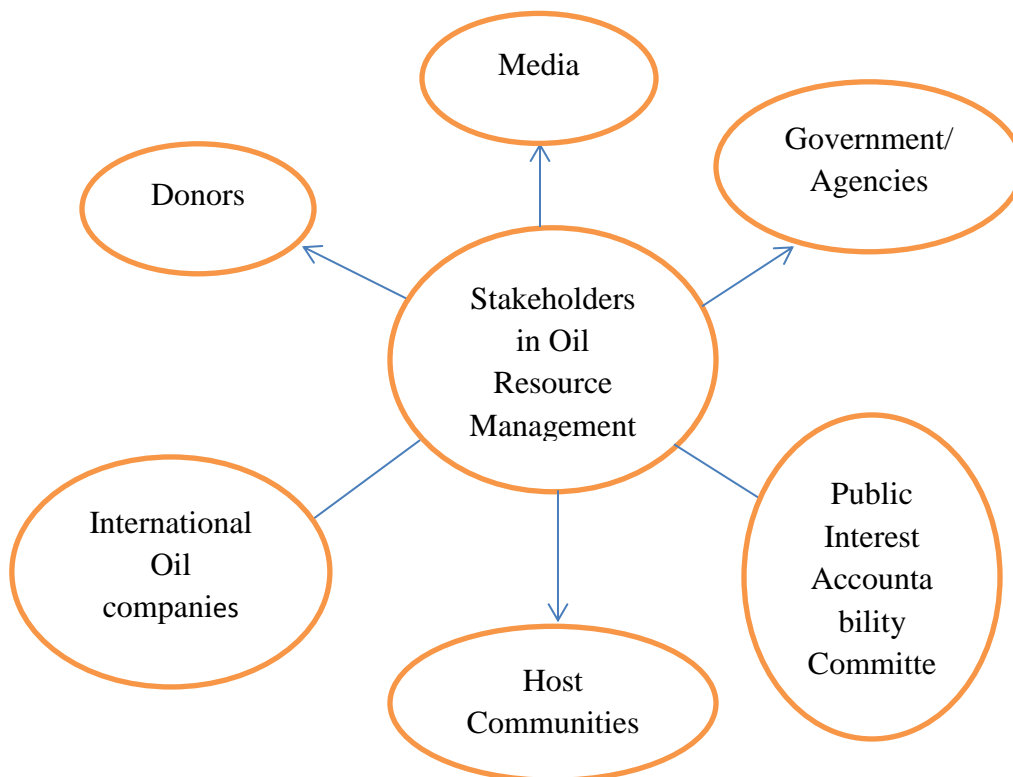 Media
Government/
Agencies
Donors
Stakeholders
in Oil
Resource
Management
International
Oil
companies
Public
Interest
Accounta
bility
Committe
Host
Communities